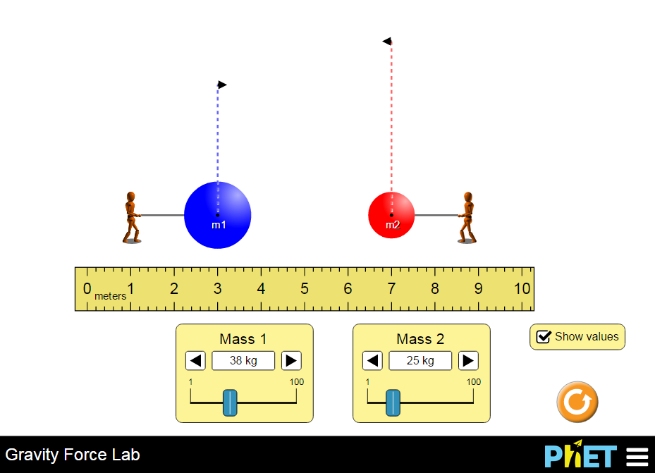 m1
m2
0 1 2 3 4 5 6 7 8 9 10
meters
Mass 1
38 kg
1 100
Mass 2
25 kg
1 100
Show values
Gravity Force Lab
PhET